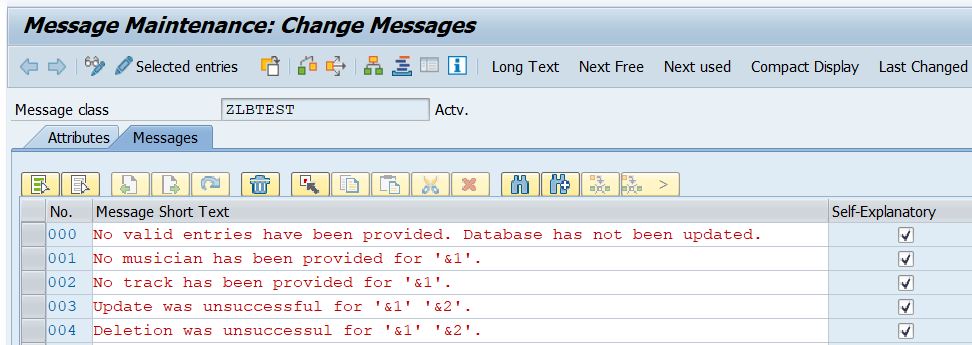 Message Maintenance: Change Messages
Selected entries Long Text Next Free Next used Compact Display Last Changed
Message class ZLBTEST Actv.
Attributes Messages
No. Message Short Text Self-Explanatory
000 No valid entries have been provided. Database has not been updated.
001 No musician has been provided for '&1'.
002 No track has been provided for '&1'.
003 Update was unsuccessful for '&1' '&2'.
004 Deletion was unsuccessul for '&1' '&2'.